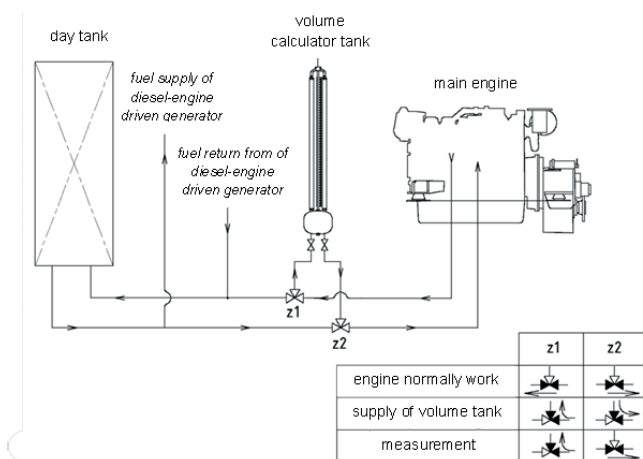 day tank
volume
calculator tank
main engine
fuel supply of
diesel-engine
driven generator
fuel return from of
diesel-engine
driven generator
z1
z2
z1 z2
engine normally work
supply of volume tank
measurement